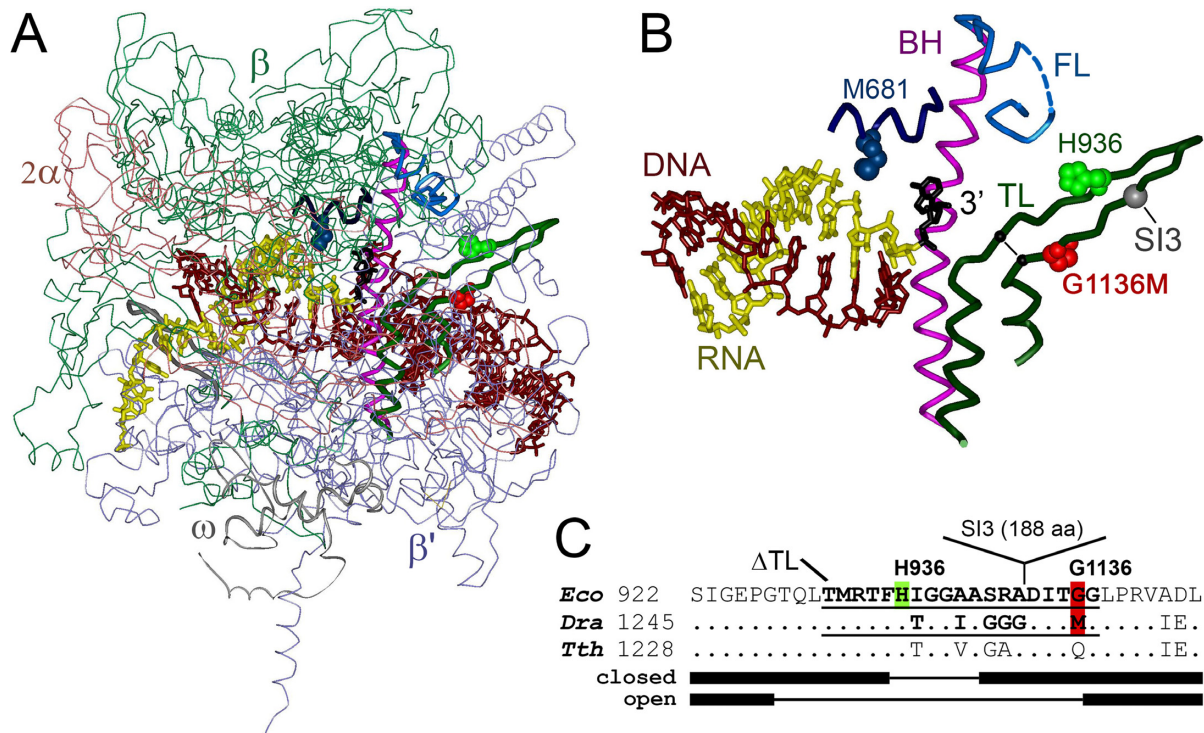 A
β
2α
ω
β'
B
BH
FL
M681
H936
DNA
3'
TL
SI3
G1136M
RNA
C
SI3 (188 aa)
ΔTL
H936 G1136
Eco 922 SIGEPGTQLTMRTFHIGGAASRADITGGLPRVADL
Dra 1245 ...............T..I.GGG...M.....IE.
Tth 1228 ...............T..V.GA....Q.....IE.
closed
open